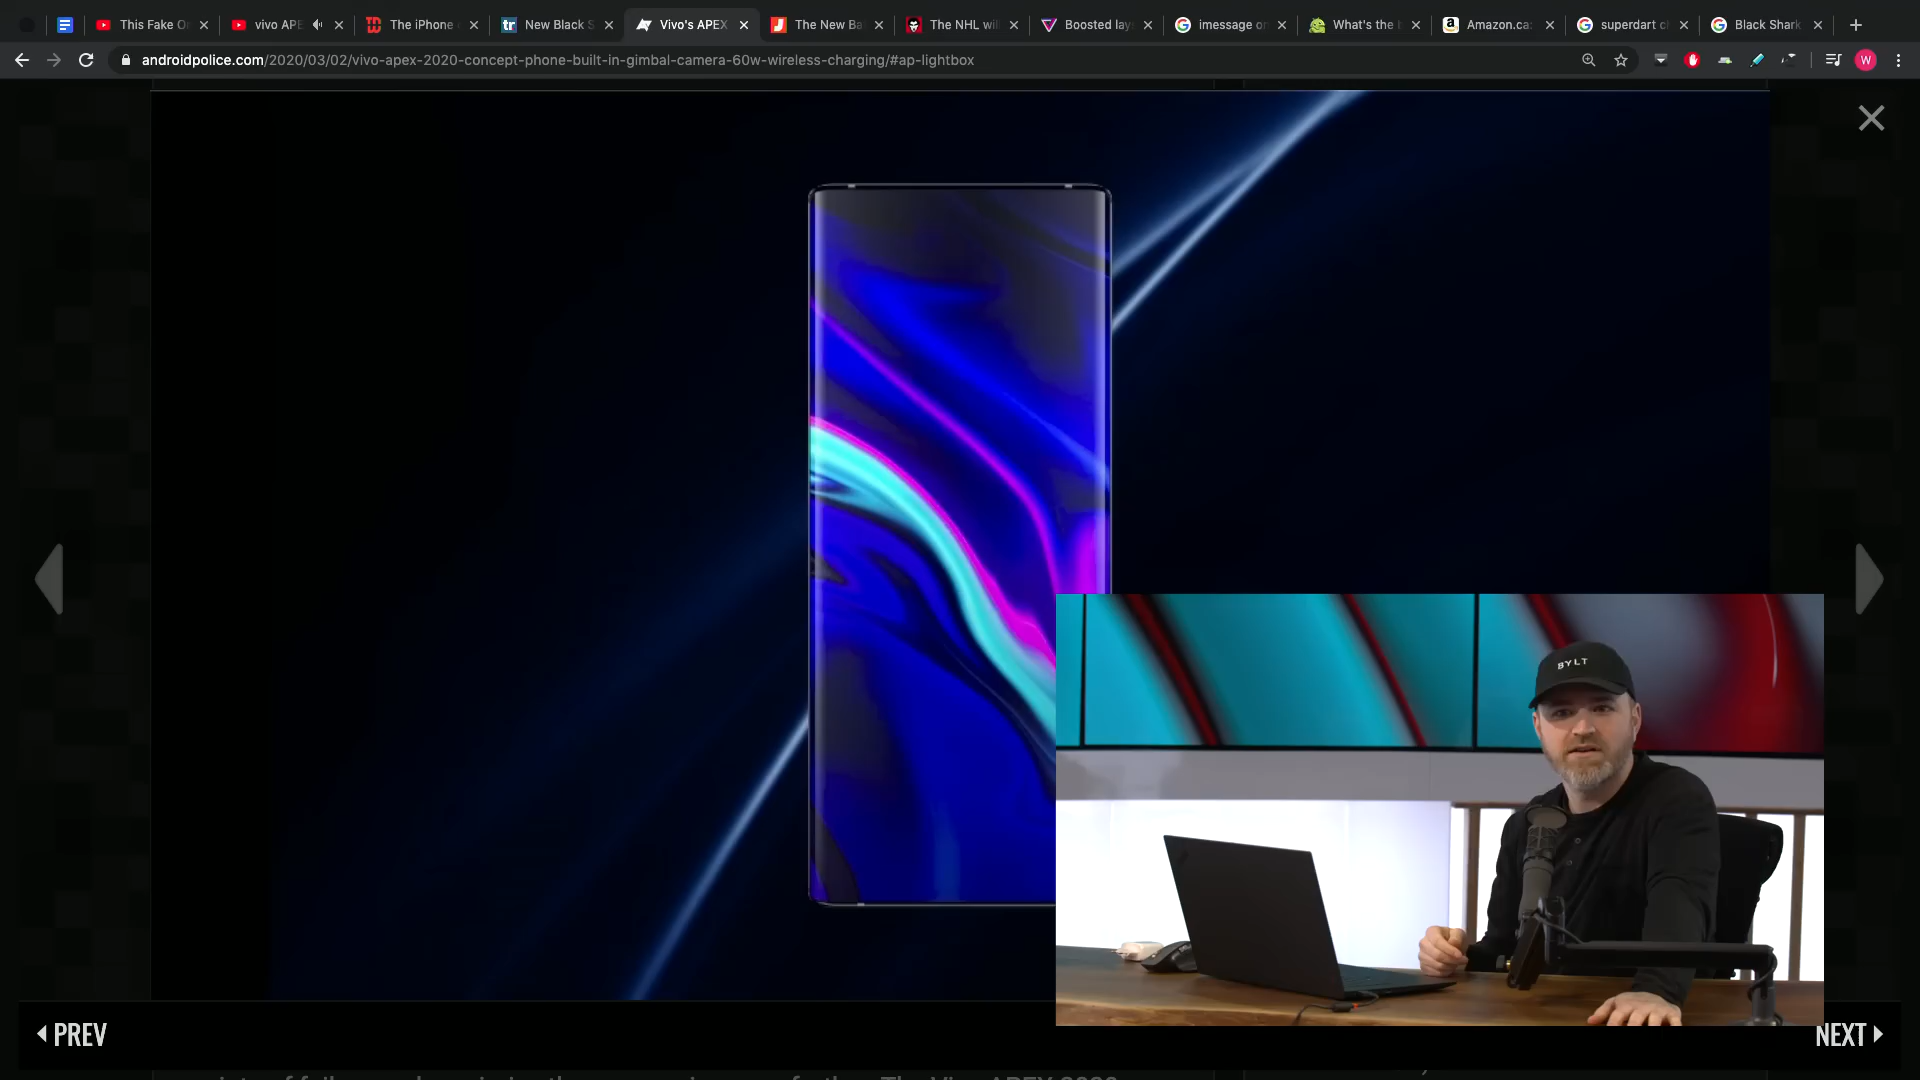 This Fake Or
vivo APE
The iPhone
New Black S
Vivo's APEX
The New Ba
The NHL wil
Boosted lay
imessage on
What's the b
Amazon.ca:
superdart ch
Black Shark
androidpolice.com/2020/03/02/vivo-apex-2020-concept-phone-built-in-gimbal-camera-60w-wireless-charging/#ap-lightbox
W
BYLT
PREV
NEXT